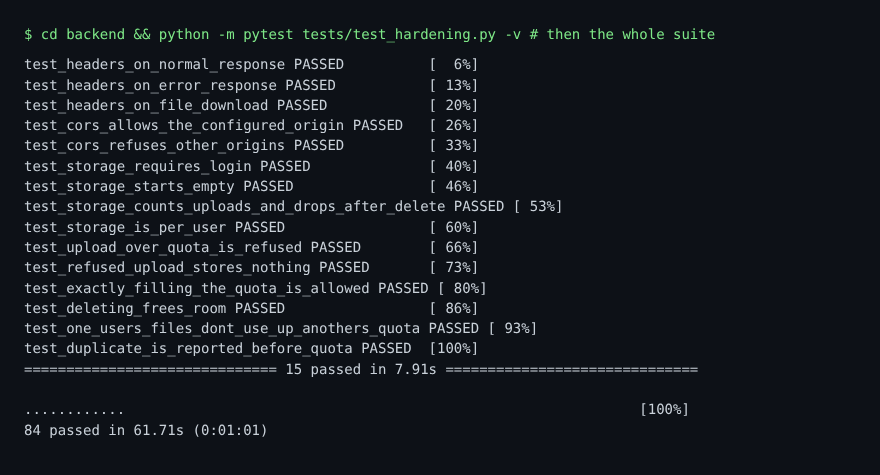 $ cd backend && python -m pytest tests/test_hardening.py -v # then the whole suite
test_headers_on_normal_response PASSED          [  6%]
test_headers_on_error_response PASSED           [ 13%]
test_headers_on_file_download PASSED            [ 20%]
test_cors_allows_the_configured_origin PASSED   [ 26%]
test_cors_refuses_other_origins PASSED          [ 33%]
test_storage_requires_login PASSED              [ 40%]
test_storage_starts_empty PASSED                [ 46%]
test_storage_counts_uploads_and_drops_after_delete PASSED [ 53%]
test_storage_is_per_user PASSED                 [ 60%]
test_upload_over_quota_is_refused PASSED        [ 66%]
test_refused_upload_stores_nothing PASSED       [ 73%]
test_exactly_filling_the_quota_is_allowed PASSED [ 80%]
test_deleting_frees_room PASSED                 [ 86%]
test_one_users_files_dont_use_up_anothers_quota PASSED [ 93%]
test_duplicate_is_reported_before_quota PASSED  [100%]
============================== 15 passed in 7.91s ==============================
............                                                             [100%]
84 passed in 61.71s (0:01:01)